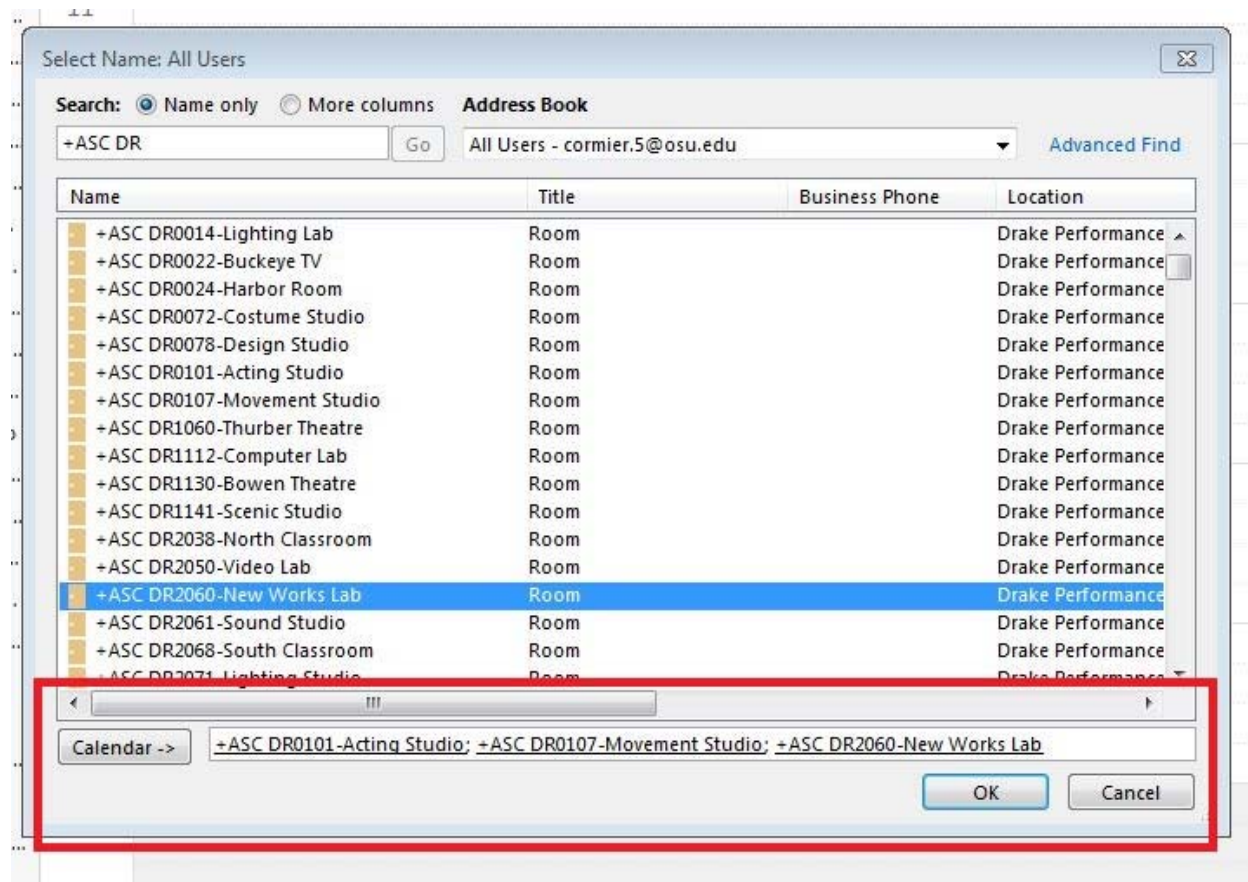 11
Select Name: All Users
Search: Name only More columns Address Book
+ASC DR Go All Users - cormier.5@osu.edu Advanced Find
Name Title Business Phone Location
+ASC DR0014-Lighting Lab Room Drake Performance
+ASC DR0022-Buckeye TV Room Drake Performance
+ASC DR0024-Harbor Room Room Drake Performance
+ASC DR0072-Costume Studio Room Drake Performance
+ASC DR0078-Design Studio Room Drake Performance
+ASC DR0101-Acting Studio Room Drake Performance
+ASC DR0107-Movement Studio Room Drake Performance
+ASC DR1060-Thurber Theatre Room Drake Performance
+ASC DR1112-Computer Lab Room Drake Performance
+ASC DR1130-Bowen Theatre Room Drake Performance
+ASC DR1141-Scenic Studio Room Drake Performance
+ASC DR2038-North Classroom Room Drake Performance
+ASC DR2050-Video Lab Room Drake Performance
+ASC DR2060-New Works Lab Room Drake Performance
+ASC DR2061-Sound Studio Room Drake Performance
+ASC DR2068-South Classroom Room Drake Performance
+ASC DR2071-Lighting Studio Room Drake Performance
Calendar -> +ASC DR0101-Acting Studio; +ASC DR0107-Movement Studio; +ASC DR2060-New Works Lab
OK Cancel